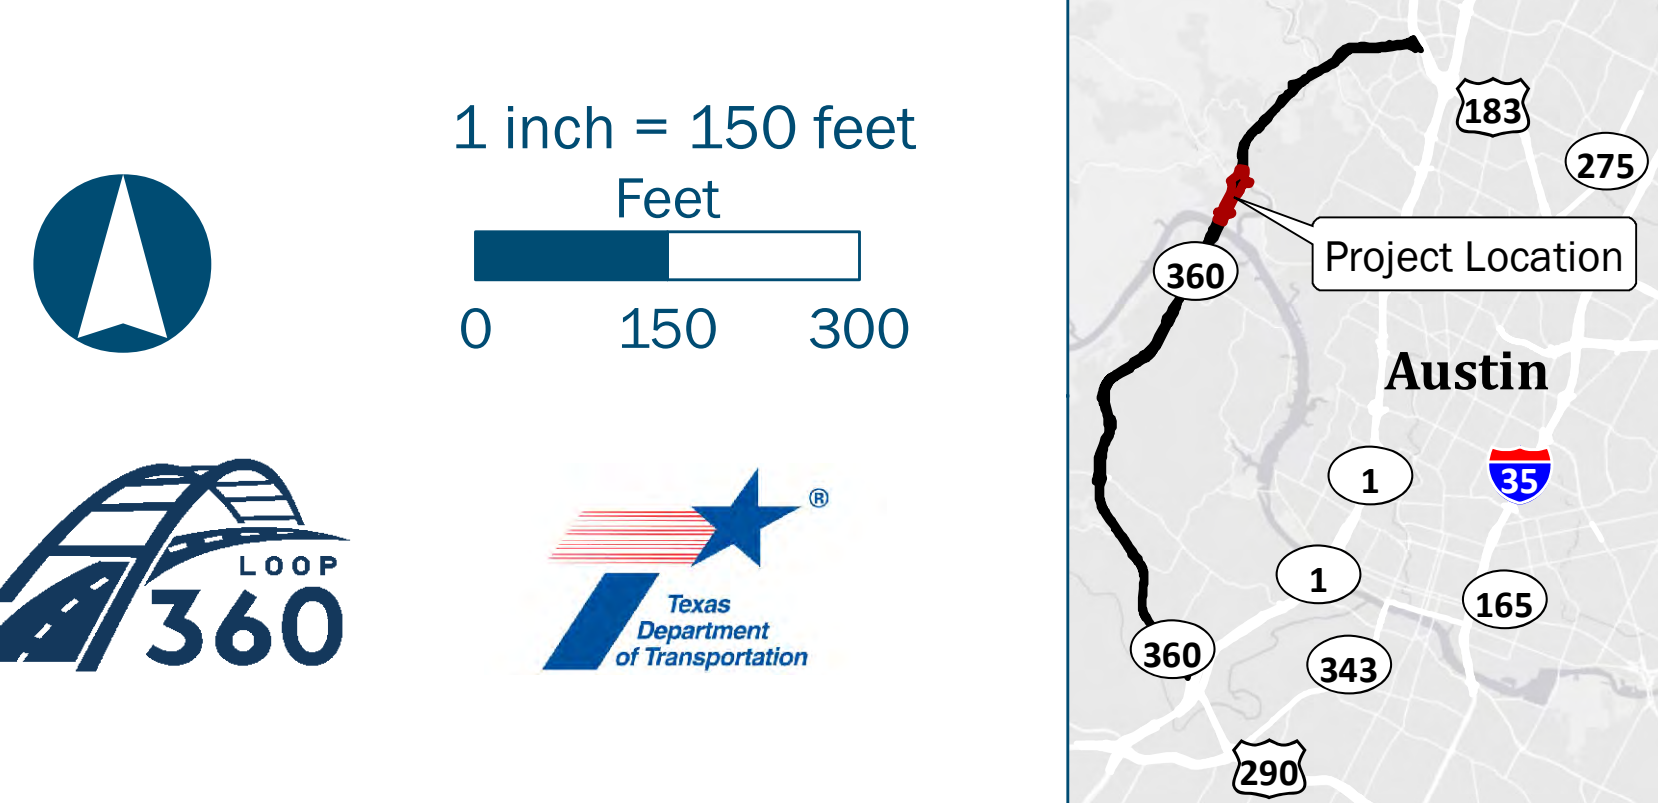 1 inch = 150 feet
Feet
0 150 300
LOOP
360
®
Texas
Department
of Transportation
183
275
Project Location
360
Austin
1
35
1
165
360
343
290